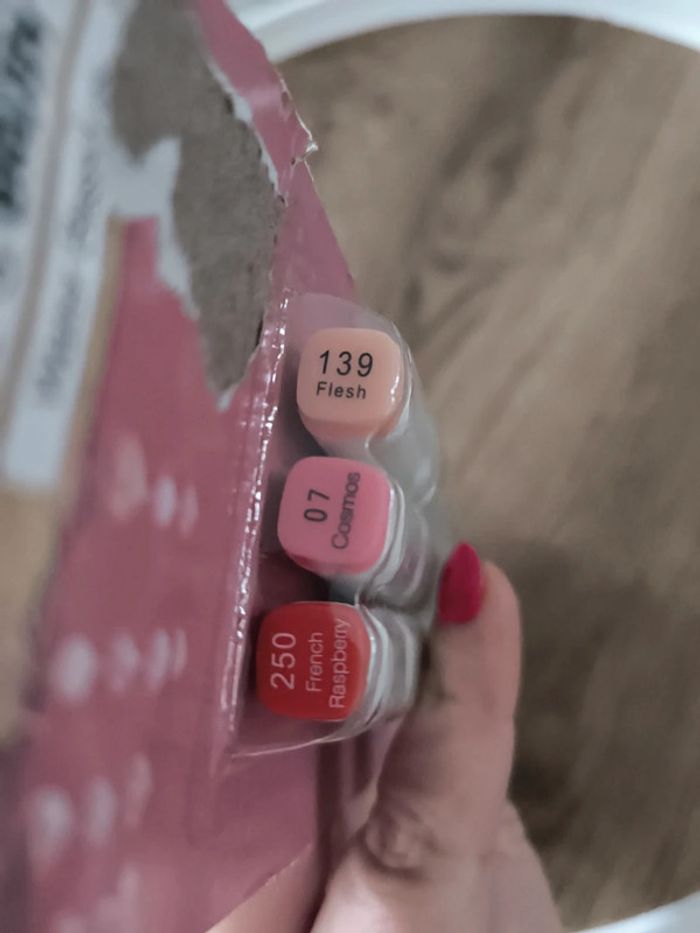 139
Flesh
07
Cosmos
250
French
Raspberry